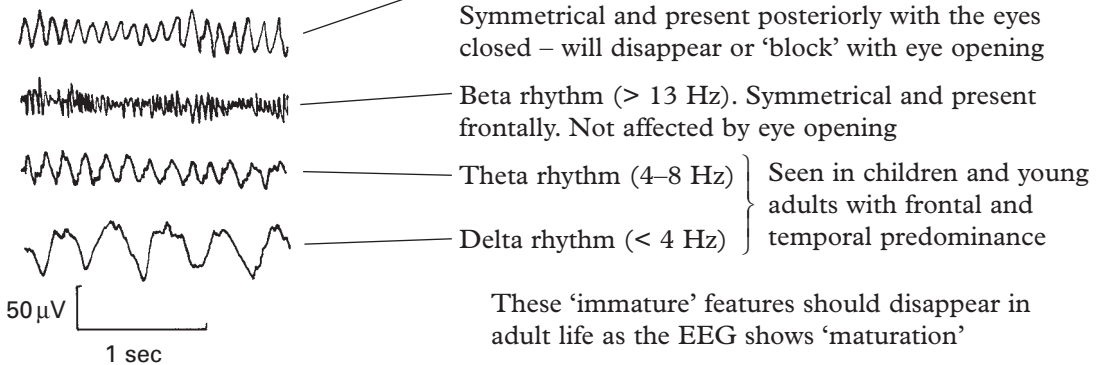 Symmetrical and present posteriorly with the eyes
closed – will disappear or ‘block’ with eye opening
Beta rhythm (> 13 Hz). Symmetrical and present
frontally. Not affected by eye opening
Theta rhythm (4–8 Hz)
Delta rhythm (< 4 Hz)
Seen in children and young
adults with frontal and
temporal predominance
These ‘immature’ features should disappear in
adult life as the EEG shows ‘maturation’
50 µV
1 sec